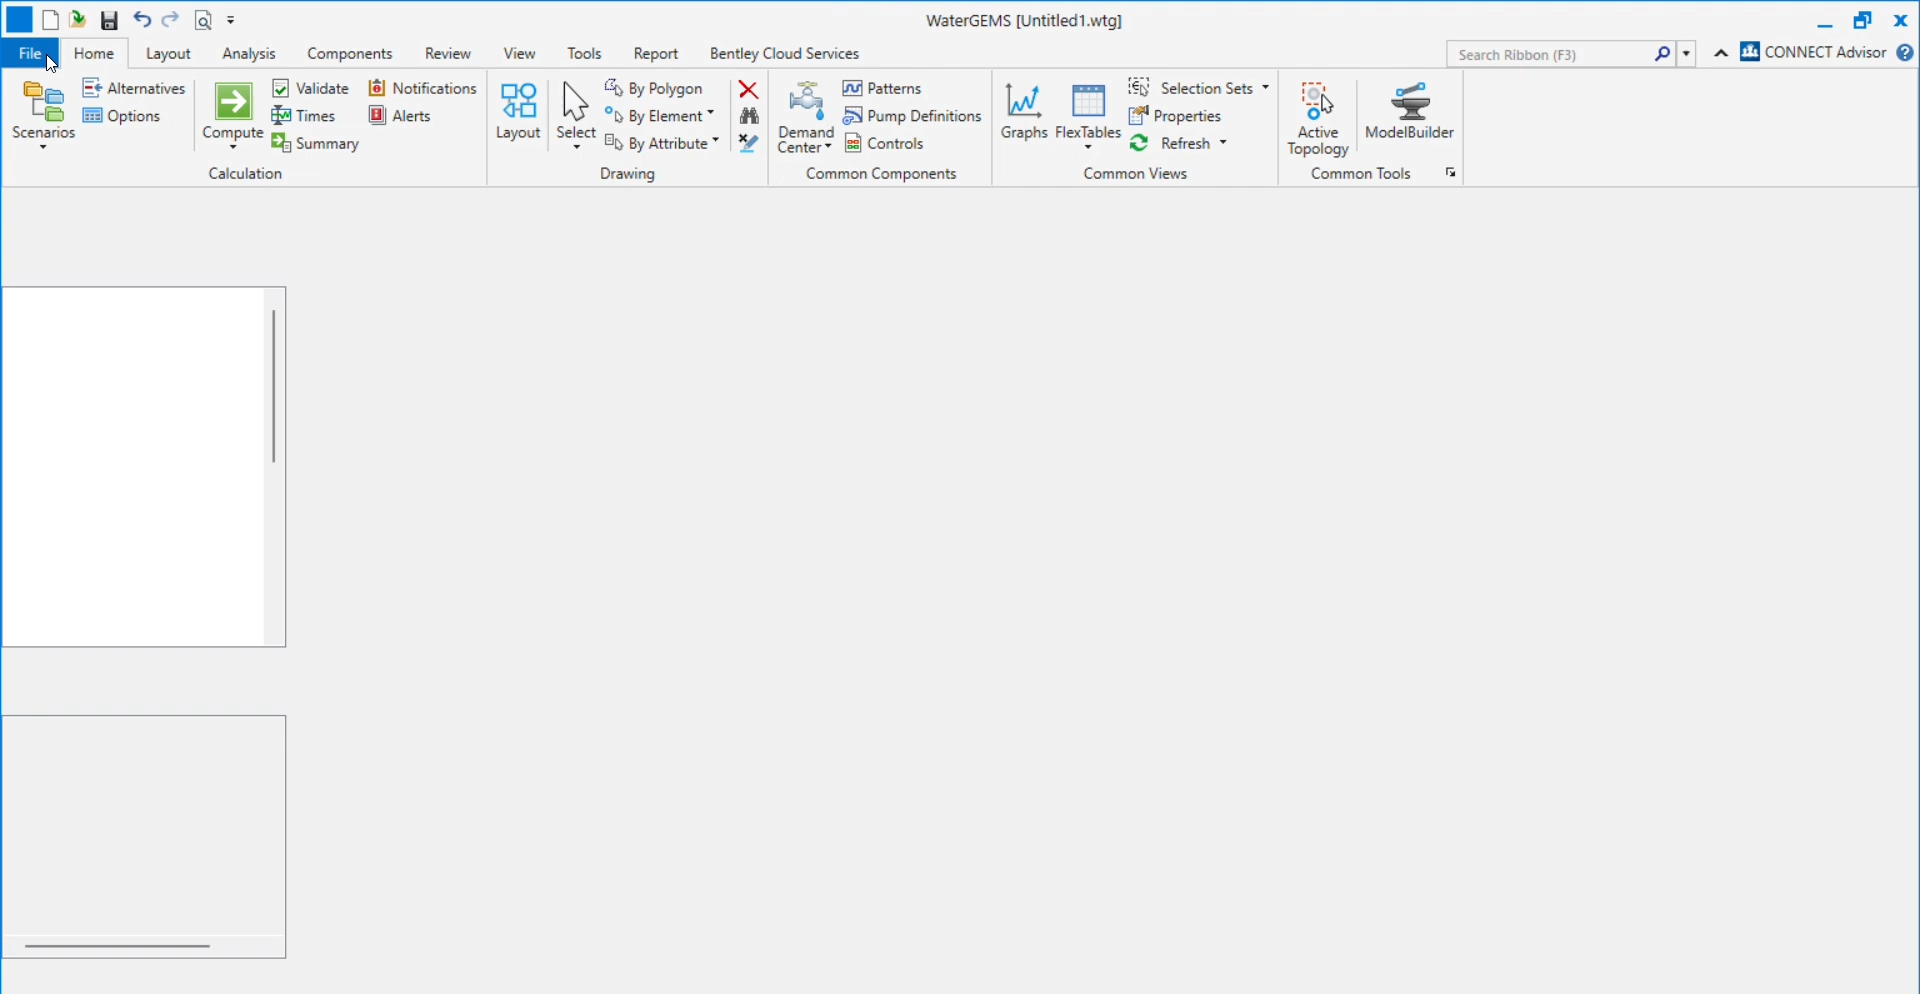 WaterGEMS [Untitled1.wtg]
File Home Layout Analysis Components Review View Tools Report Bentley Cloud Services Search Ribbon (F3) CONNECT Advisor
Scenarios
Alternatives
Options
Compute
Validate
Times
Summary
Notifications
Alerts
Calculation
Layout
Select
By Polygon
By Element
By Attribute
Drawing
Demand
Center
Patterns
Pump Definitions
Controls
Common Components
Graphs
FlexTables
Selection Sets
Properties
Refresh
Common Views
Active
Topology
ModelBuilder
Common Tools